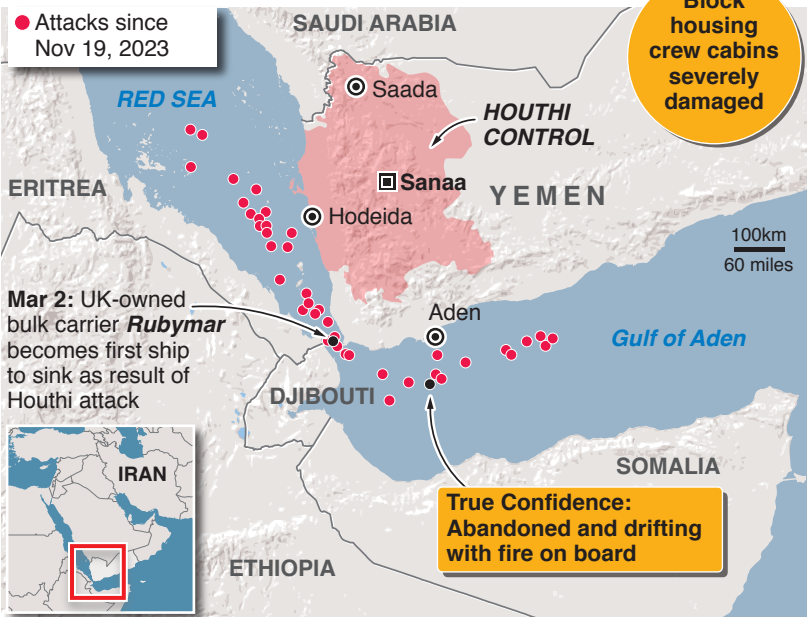 Attacks since
Nov 19, 2023
SAUDI ARABIA
Block
housing
crew cabins
severely
damaged
RED SEA
Saada
HOUTHI
CONTROL
ERITREA
Sanaa
YEMEN
Hodeida
100km
60 miles
Mar 2: UK-owned
bulk carrier Rubymar
becomes first ship
to sink as result of
Houthi attack
Aden
Gulf of Aden
DJIBOUTI
IRAN
SOMALIA
True Confidence:
Abandoned and drifting
with fire on board
ETHIOPIA